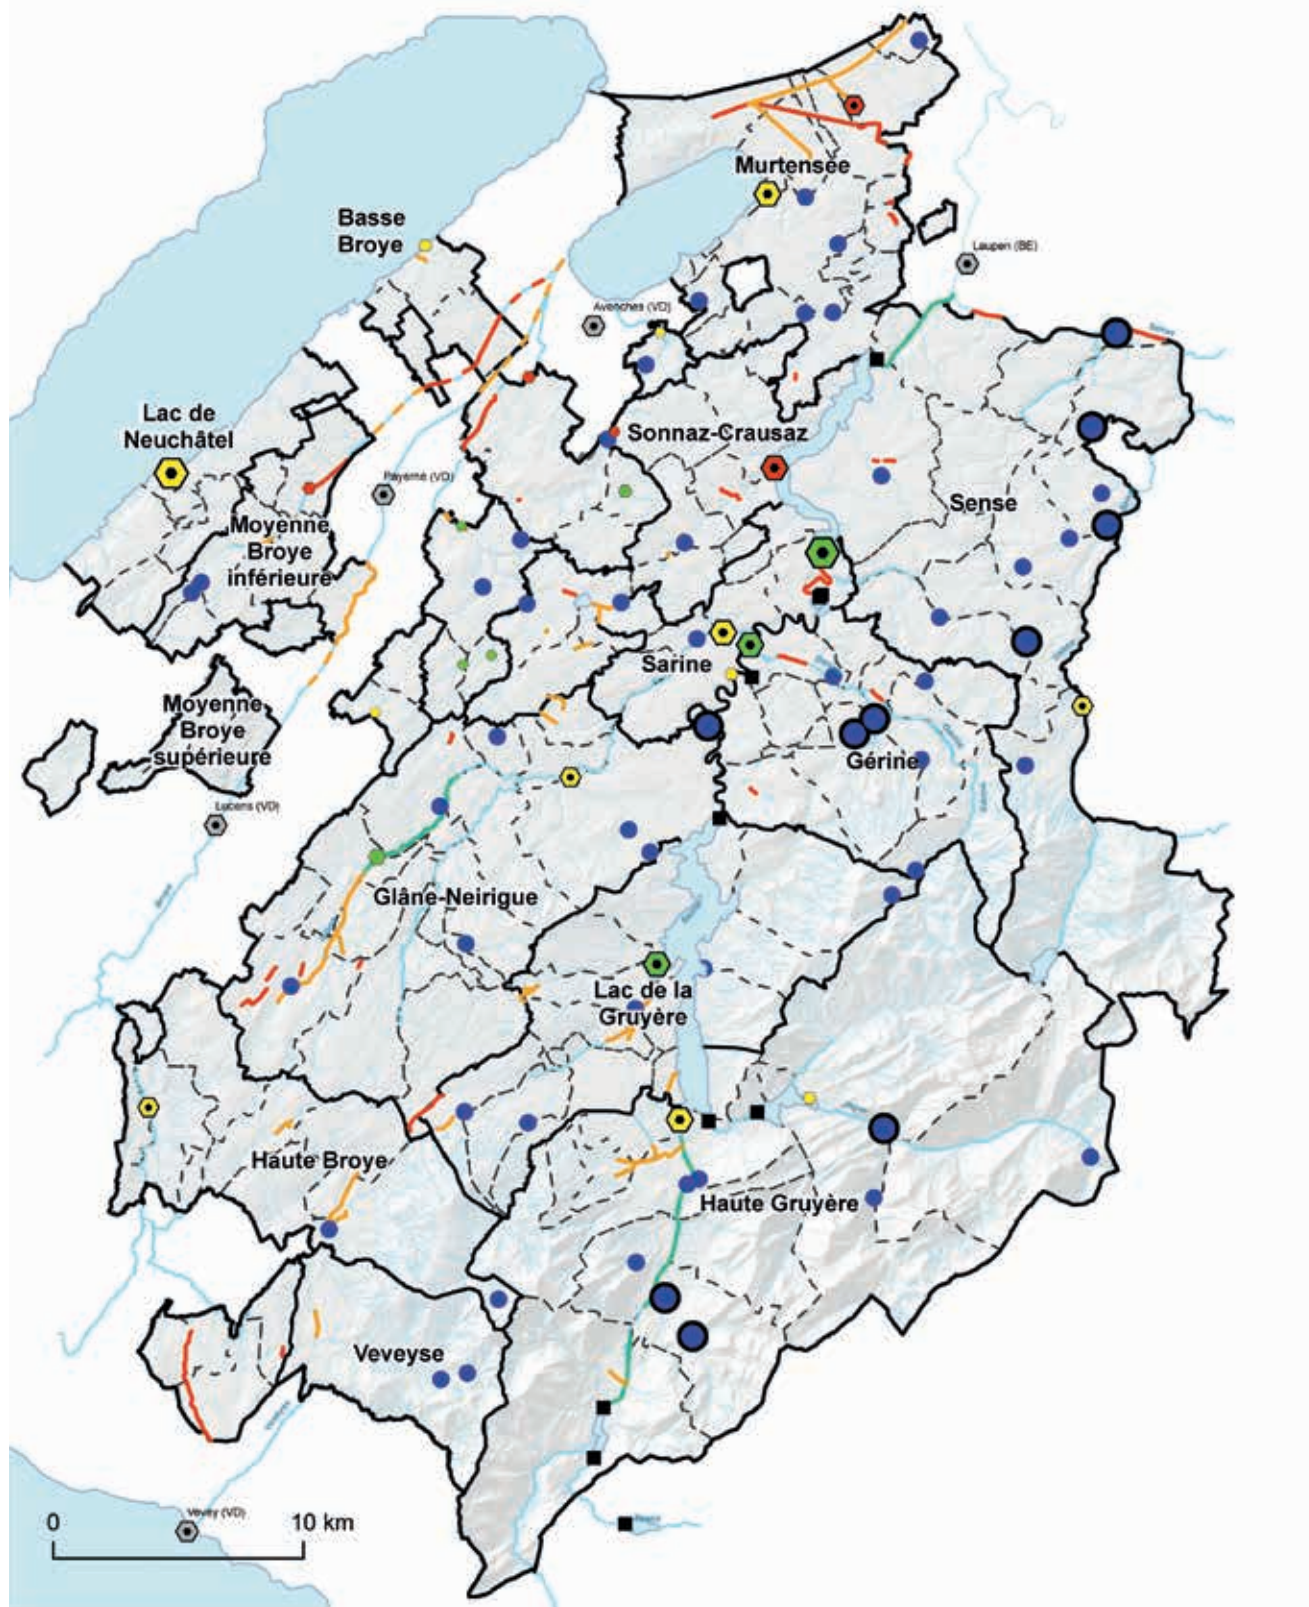 Murtensee
Basse
Broye
Laupen (BE)
Avenches (VD)
Lac de
Neuchâtel
Sonnaz-Crausaz
Payerne (VD)
Sense
Moyenne
Broye
inférieure
Sarine
Moyenne
Broye
supérieure
Gérine
Lucens (VD)
Glâne-Neirigue
Lac de la
Gruyère
Haute Broye
Haute Gruyère
Veveyse
Vevey (VD)
0 10 km